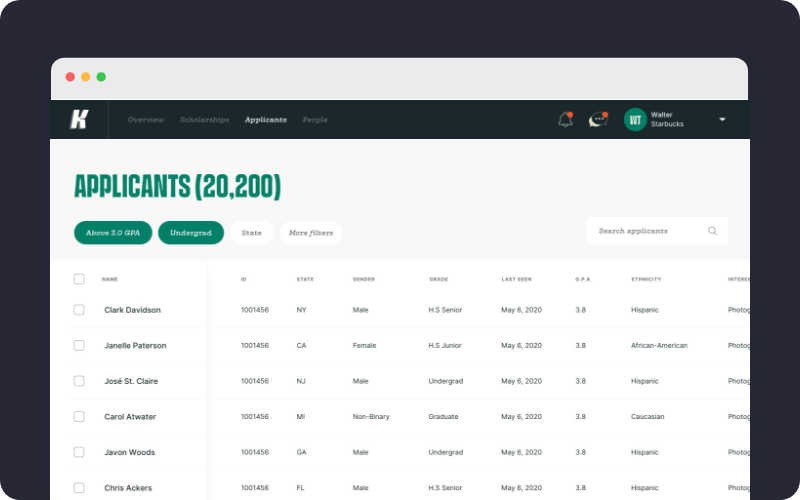 K Overview Scholarships Applicants People WT Walter
Starbucks
APPLICANTS (20,200)
Above 3.0 GPA Undergrad State More filters Search applicants
NAME ID STATE GENDER GRADE LAST SEEN G.P.A ETHNICITY INTERES
Clark Davidson 1001456 NY Male H.S Senior May 6, 2020 3.8 Hispanic Photog
Janelle Paterson 1001456 CA Female H.S Junior May 6, 2020 3.8 African-American Photog
José St. Claire 1001456 NJ Male Undergrad May 6, 2020 3.8 Hispanic Photog
Carol Atwater 1001456 MI Non-Binary Graduate May 6, 2020 3.8 Caucasian Photog
Javon Woods 1001456 GA Male Undergrad May 6, 2020 3.8 Hispanic Photog
Chris Ackers 1001456 FL Male H.S Senior May 6, 2020 3.8 Hispanic Photog